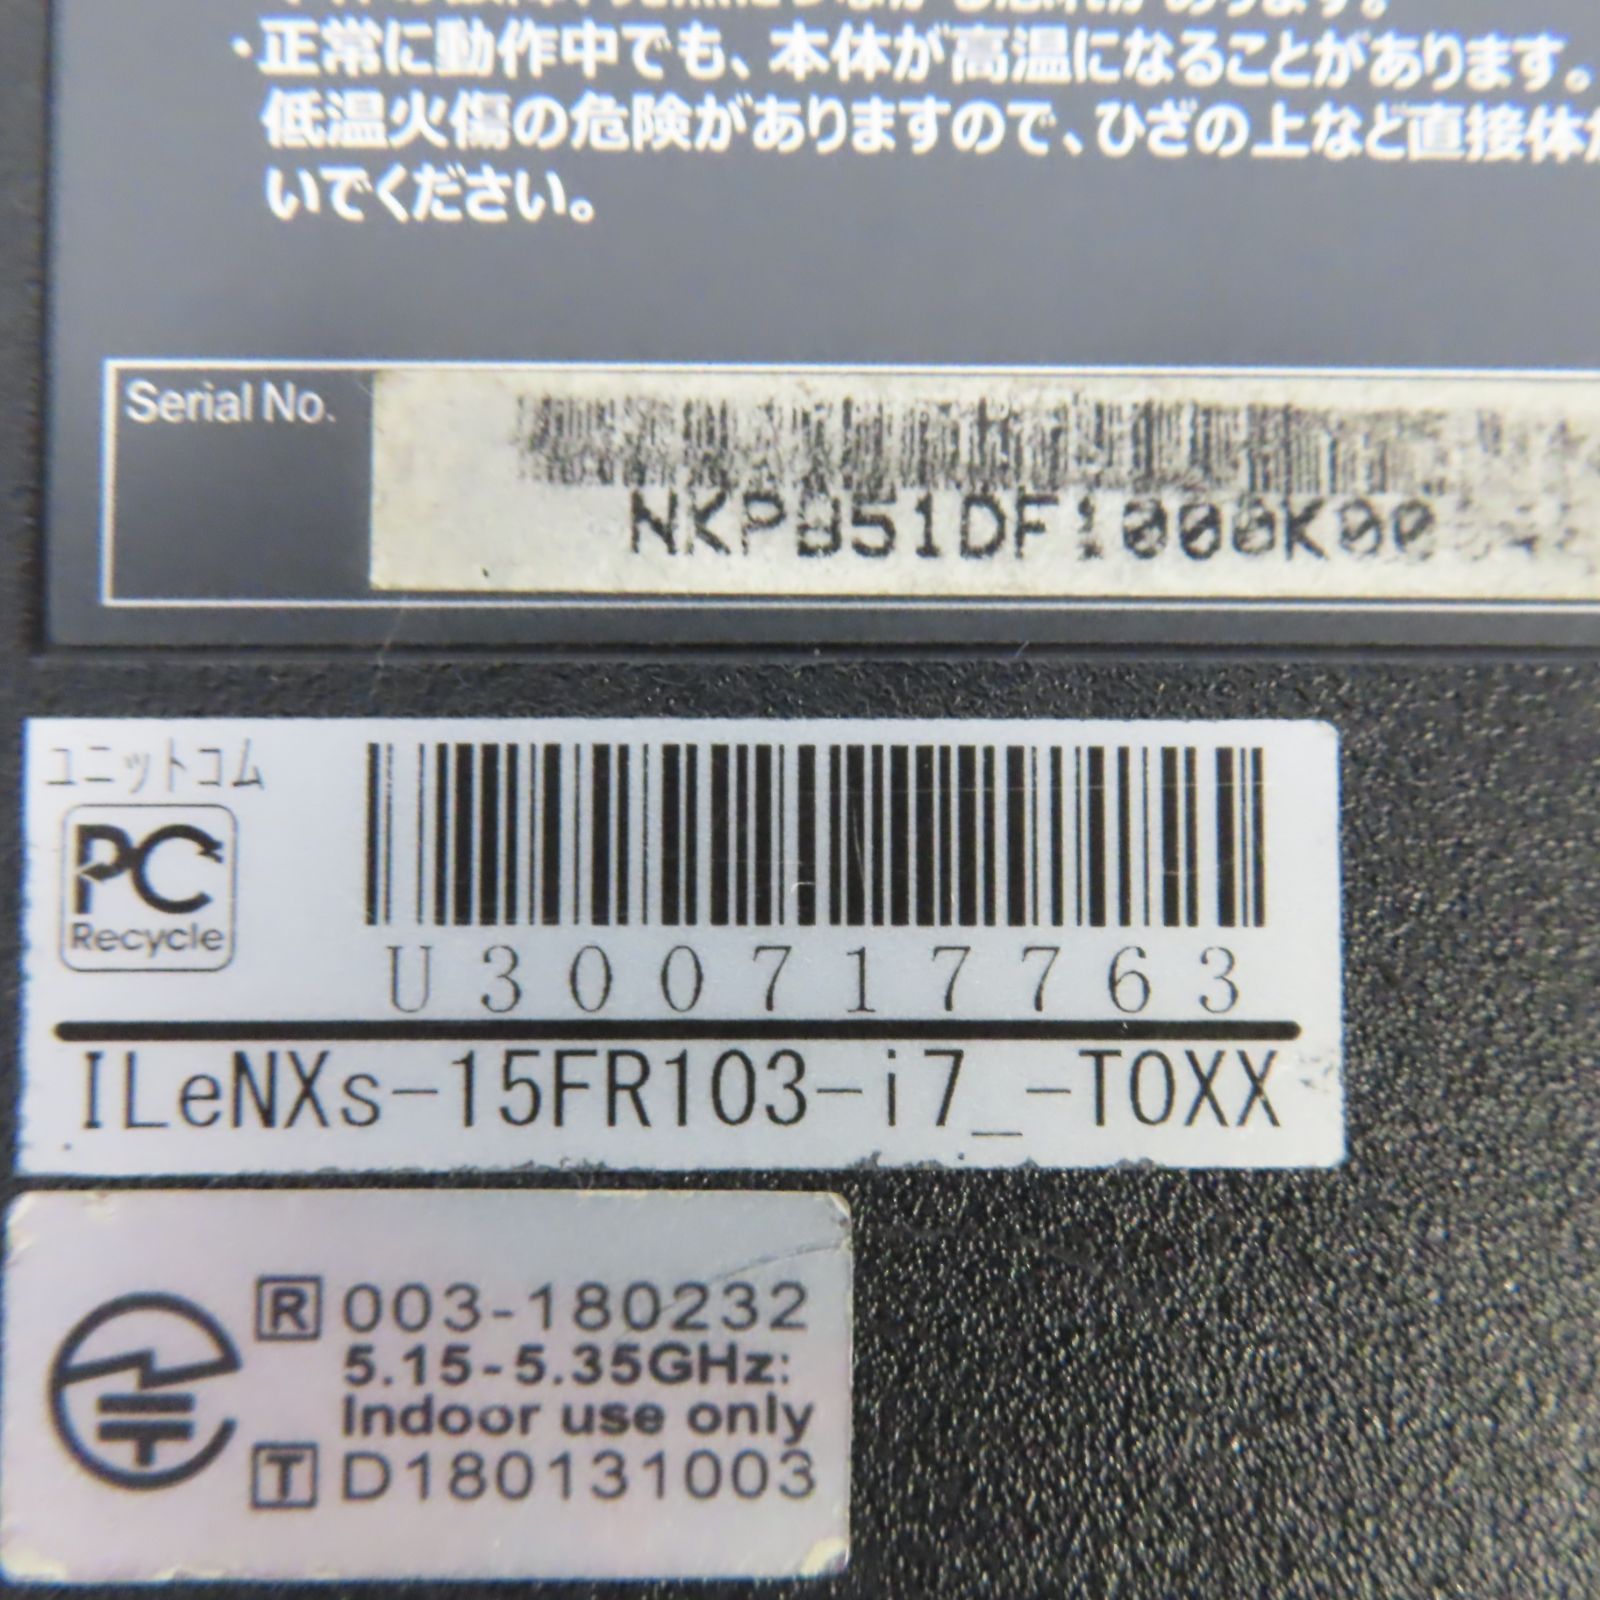 ・正常に動作中でも、本体が高温になることがあります。
低温火傷の危険がありますので、ひざの上など直接体が
いでください。
Serial No.
ユニットコム
PC
Recycle
U300717763
ILeNXs-15FR103-i7_-TOXX
R 003-180232
5.15-5.35GHz:
Indoor use only
T D180131003